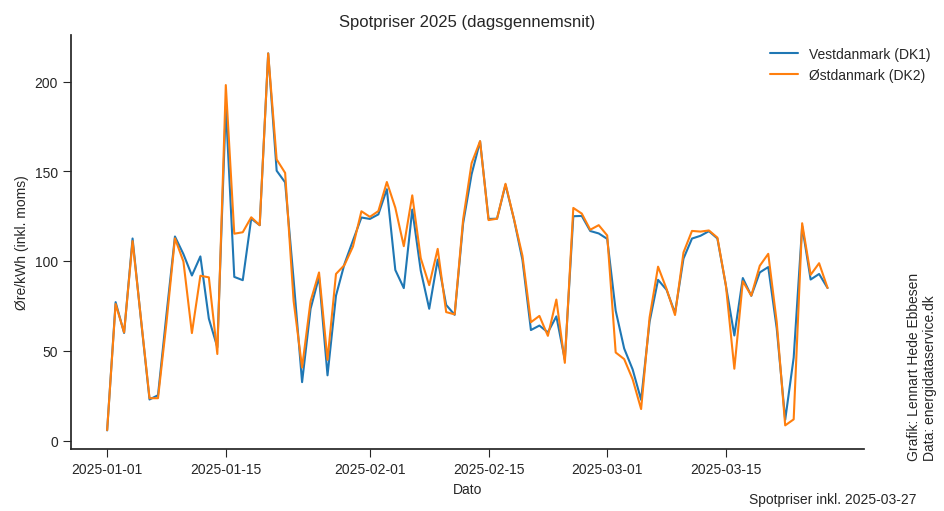 Spotpriser 2025 (dagsgennemsnit)
Vestdanmark (DK1)
Østdanmark (DK2)
Øre/kWh (inkl. moms)
200
150
100
50
0
2025-01-01
2025-01-15
2025-02-01
2025-02-15
2025-03-01
2025-03-15
Dato
Grafik: Lennart Hede Ebbesen
Data: energidataservice.dk
Spotpriser inkl. 2025-03-27